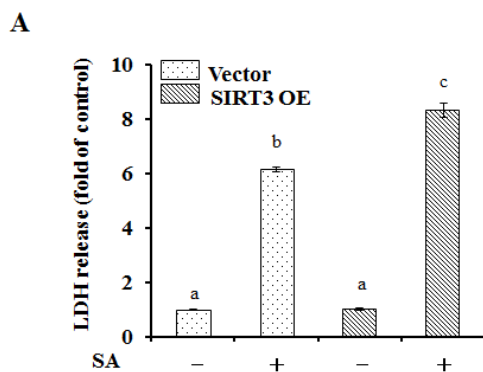 A
LDH release (fold of control)
10
8
6
4
2
0
Vector
SIRT3 OE
a
b
a
c
SA − + − +